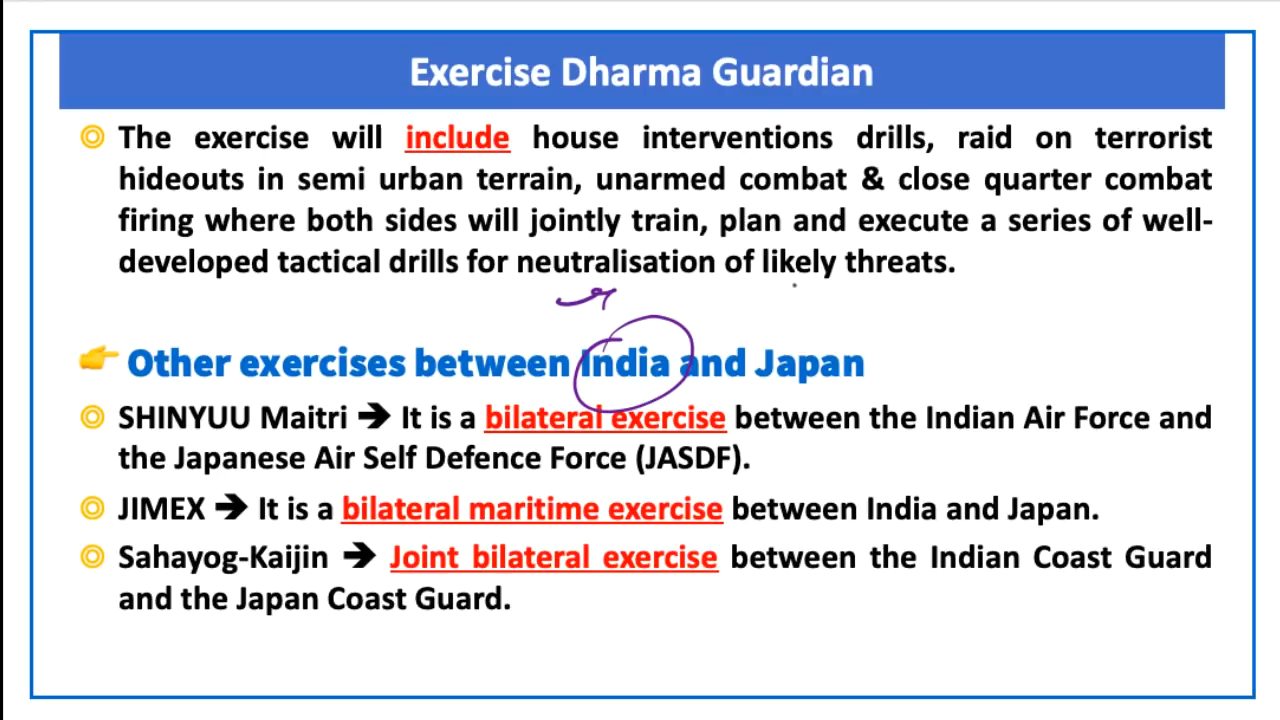 Exercise Dharma Guardian
The exercise will include house interventions drills, raid on terrorist
hideouts in semi urban terrain, unarmed combat & close quarter combat
firing where both sides will jointly train, plan and execute a series of well-
developed tactical drills for neutralisation of likely threats.
Other exercises between India and Japan
SHINYUU Maitri ➔ It is a bilateral exercise between the Indian Air Force and
the Japanese Air Self Defence Force (JASDF).
JIMEX ➔ It is a bilateral maritime exercise between India and Japan.
Sahayog-Kaijin ➔ Joint bilateral exercise between the Indian Coast Guard
and the Japan Coast Guard.